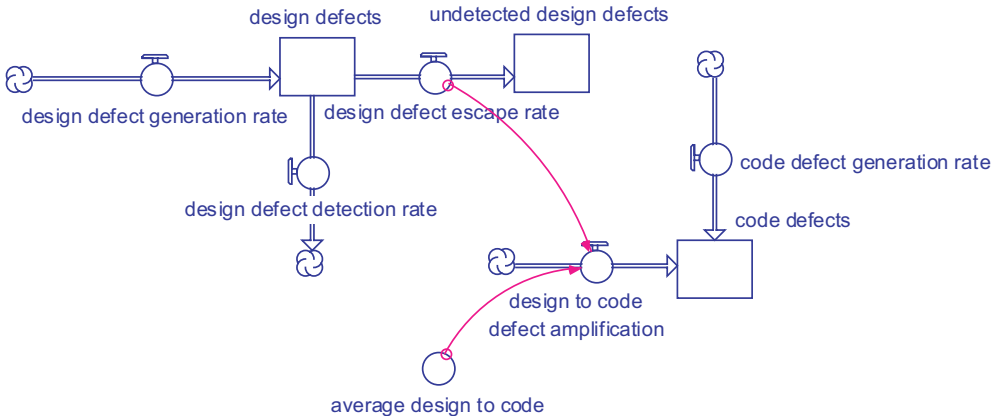 design defects
undetected design defects
design defect generation rate
design defect escape rate
design defect detection rate
code defect generation rate
code defects
design to code
defect amplification
average design to code